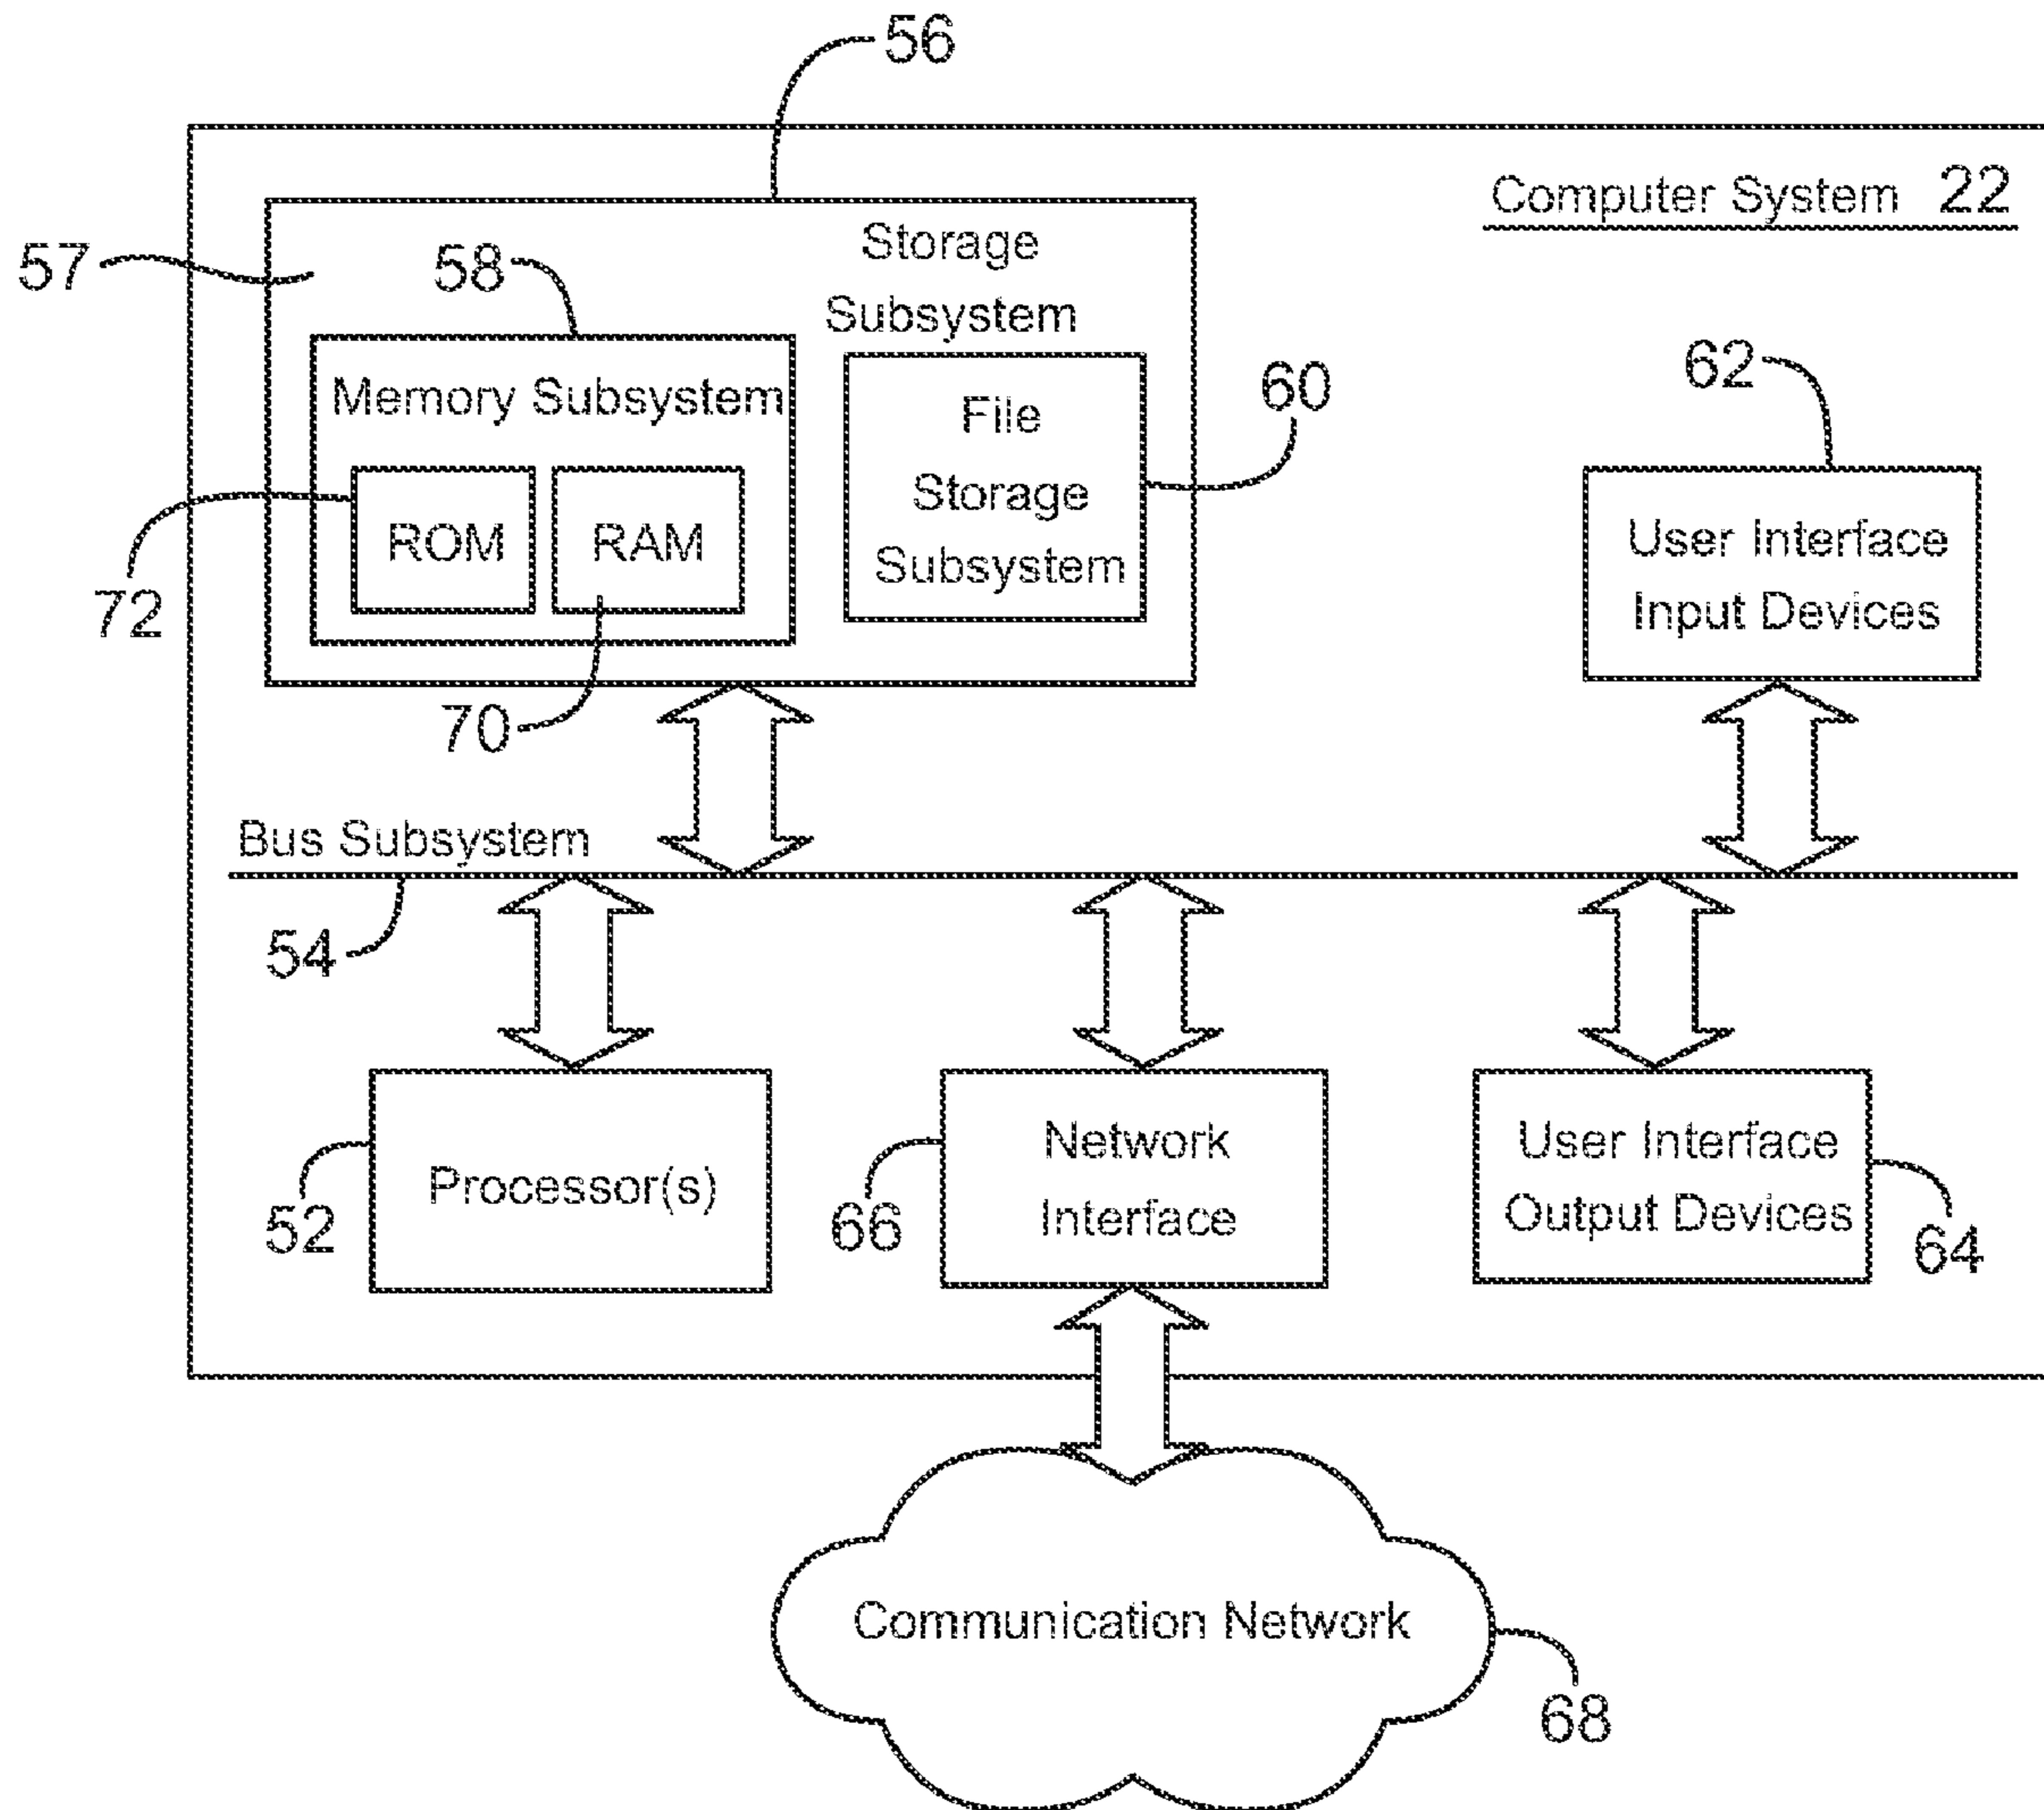 56
Computer System 22
57
58
Storage
Subsystem
Memory Subsystem
File
Storage
Subsystem
60
62
ROM
RAM
User Interface
Input Devices
72
70
Bus Subsystem
54
Processor(s)
52
Network
Interface
66
User Interface
Output Devices
64
Communication Network
68